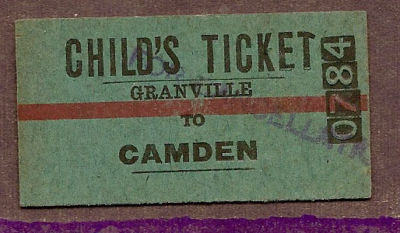 CHILD'S TICKET
GRANVILLE
TO
CAMDEN
0784